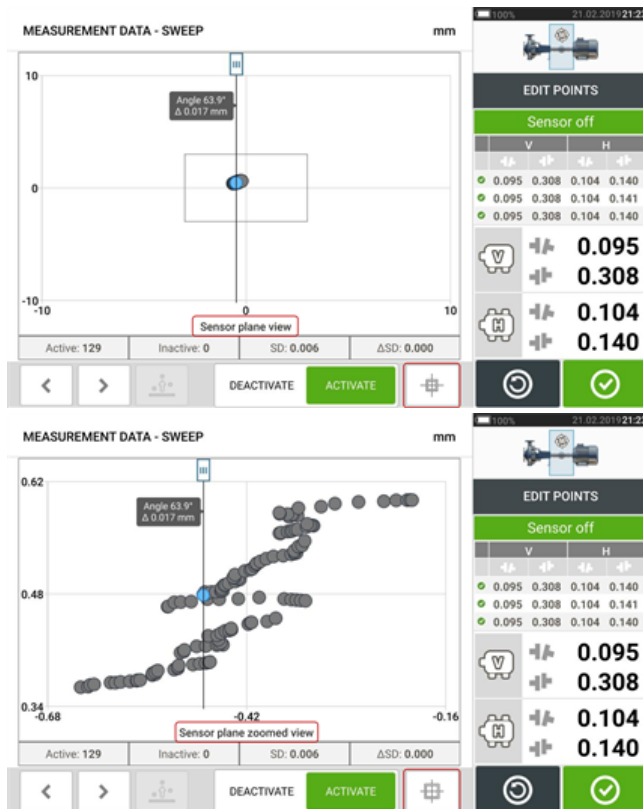 MEASUREMENT DATA - SWEEP mm
10
Angle 63.9°
Δ 0.017 mm
0
-10
-10 0 10
Sensor plane view
Active: 129 Inactive: 0 SD: 0.006 ΔSD: 0.000
DEACTIVATE ACTIVATE
100% 21.02.2019 21:22
EDIT POINTS
Sensor off
V H
0.095 0.308 0.104 0.140
0.095 0.308 0.104 0.141
0.095 0.308 0.104 0.140
V 0.095
0.308
H 0.104
0.140
MEASUREMENT DATA - SWEEP mm
0.62
Angle 63.9°
Δ 0.017 mm
0.48
0.34
-0.68 -0.42 -0.16
Sensor plane zoomed view
Active: 129 Inactive: 0 SD: 0.006 ΔSD: 0.000
DEACTIVATE ACTIVATE
100% 21.02.2019
EDIT POINTS
Sensor off
V H
0.095 0.308 0.104 0.140
0.095 0.308 0.104 0.141
0.095 0.308 0.104 0.140
V 0.095
0.308
H 0.104
0.140